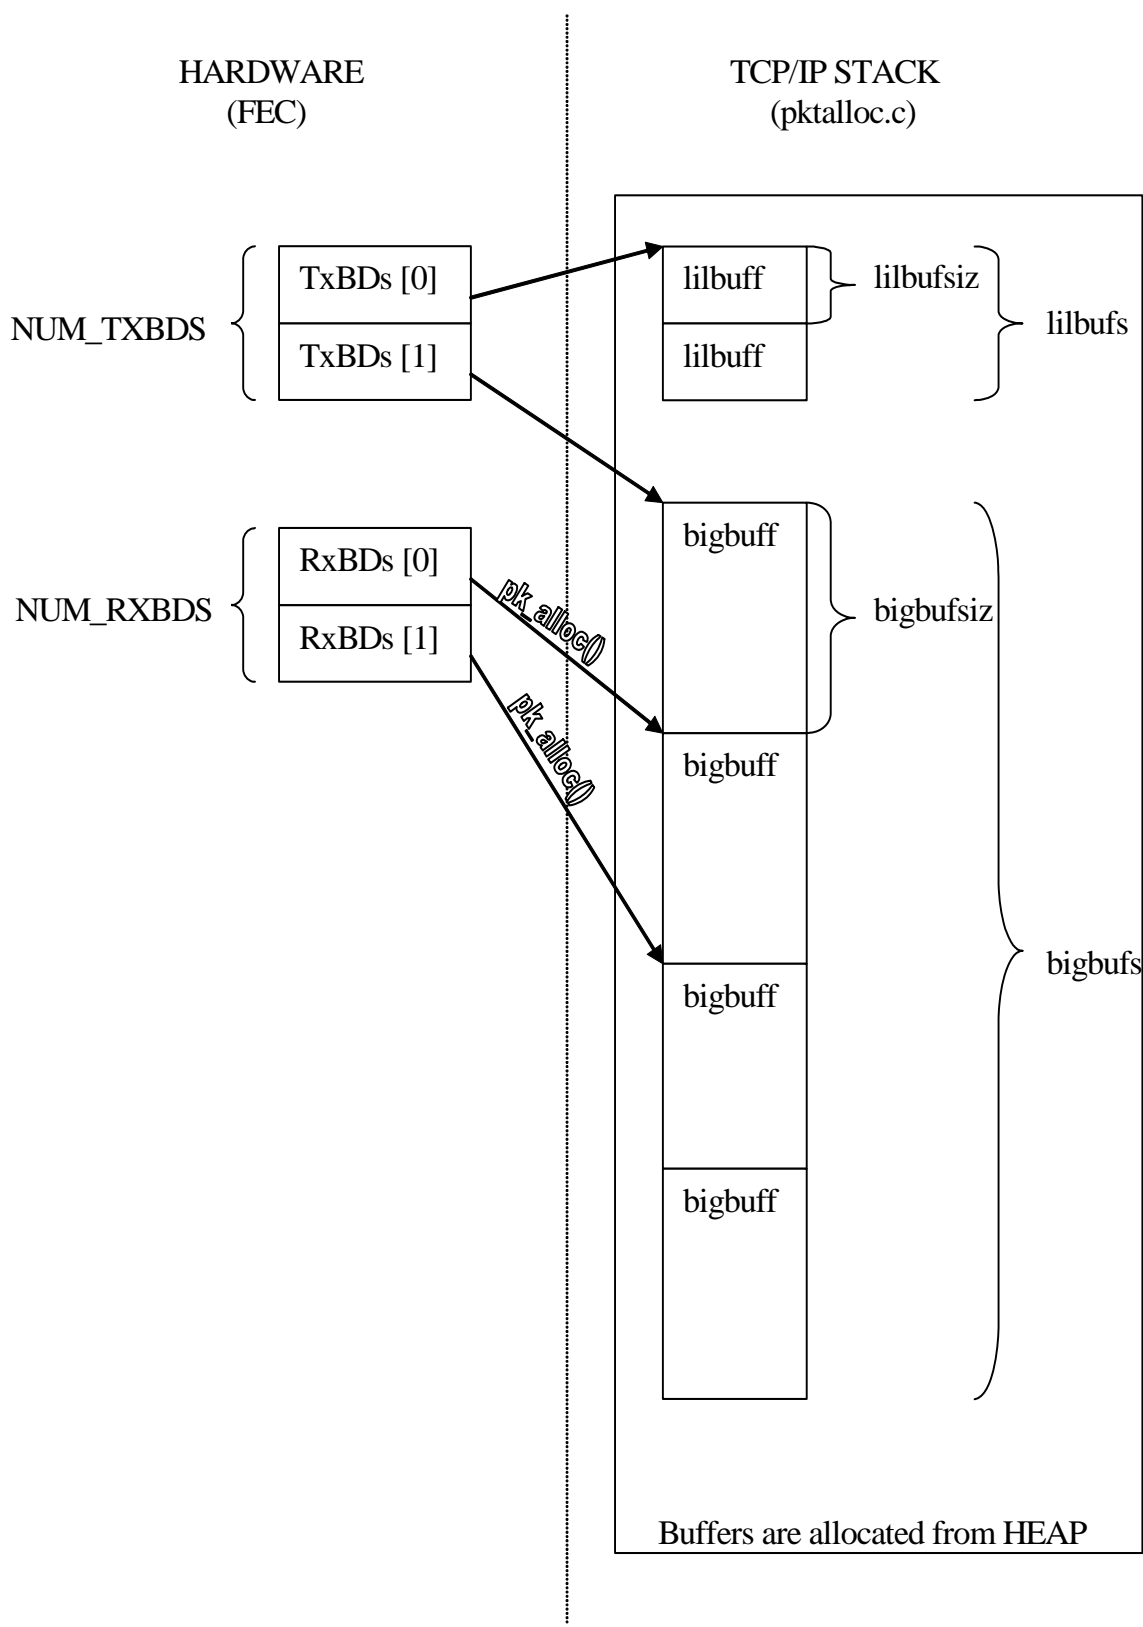 HARDWARE
(FEC)
TCP/IP STACK
(pktalloc.c)
TxBDs [0]
TxBDs [1]
NUM_TXBDS
lilbuff
lilbuff
lilbufsiz
lilbufs
RxBDs [0]
RxBDs [1]
NUM_RXBDS
pk_alloc()
pk_alloc()
bigbuff
bigbufsiz
bigbuff
bigbuff
bigbuff
bigbufs
Buffers are allocated from HEAP